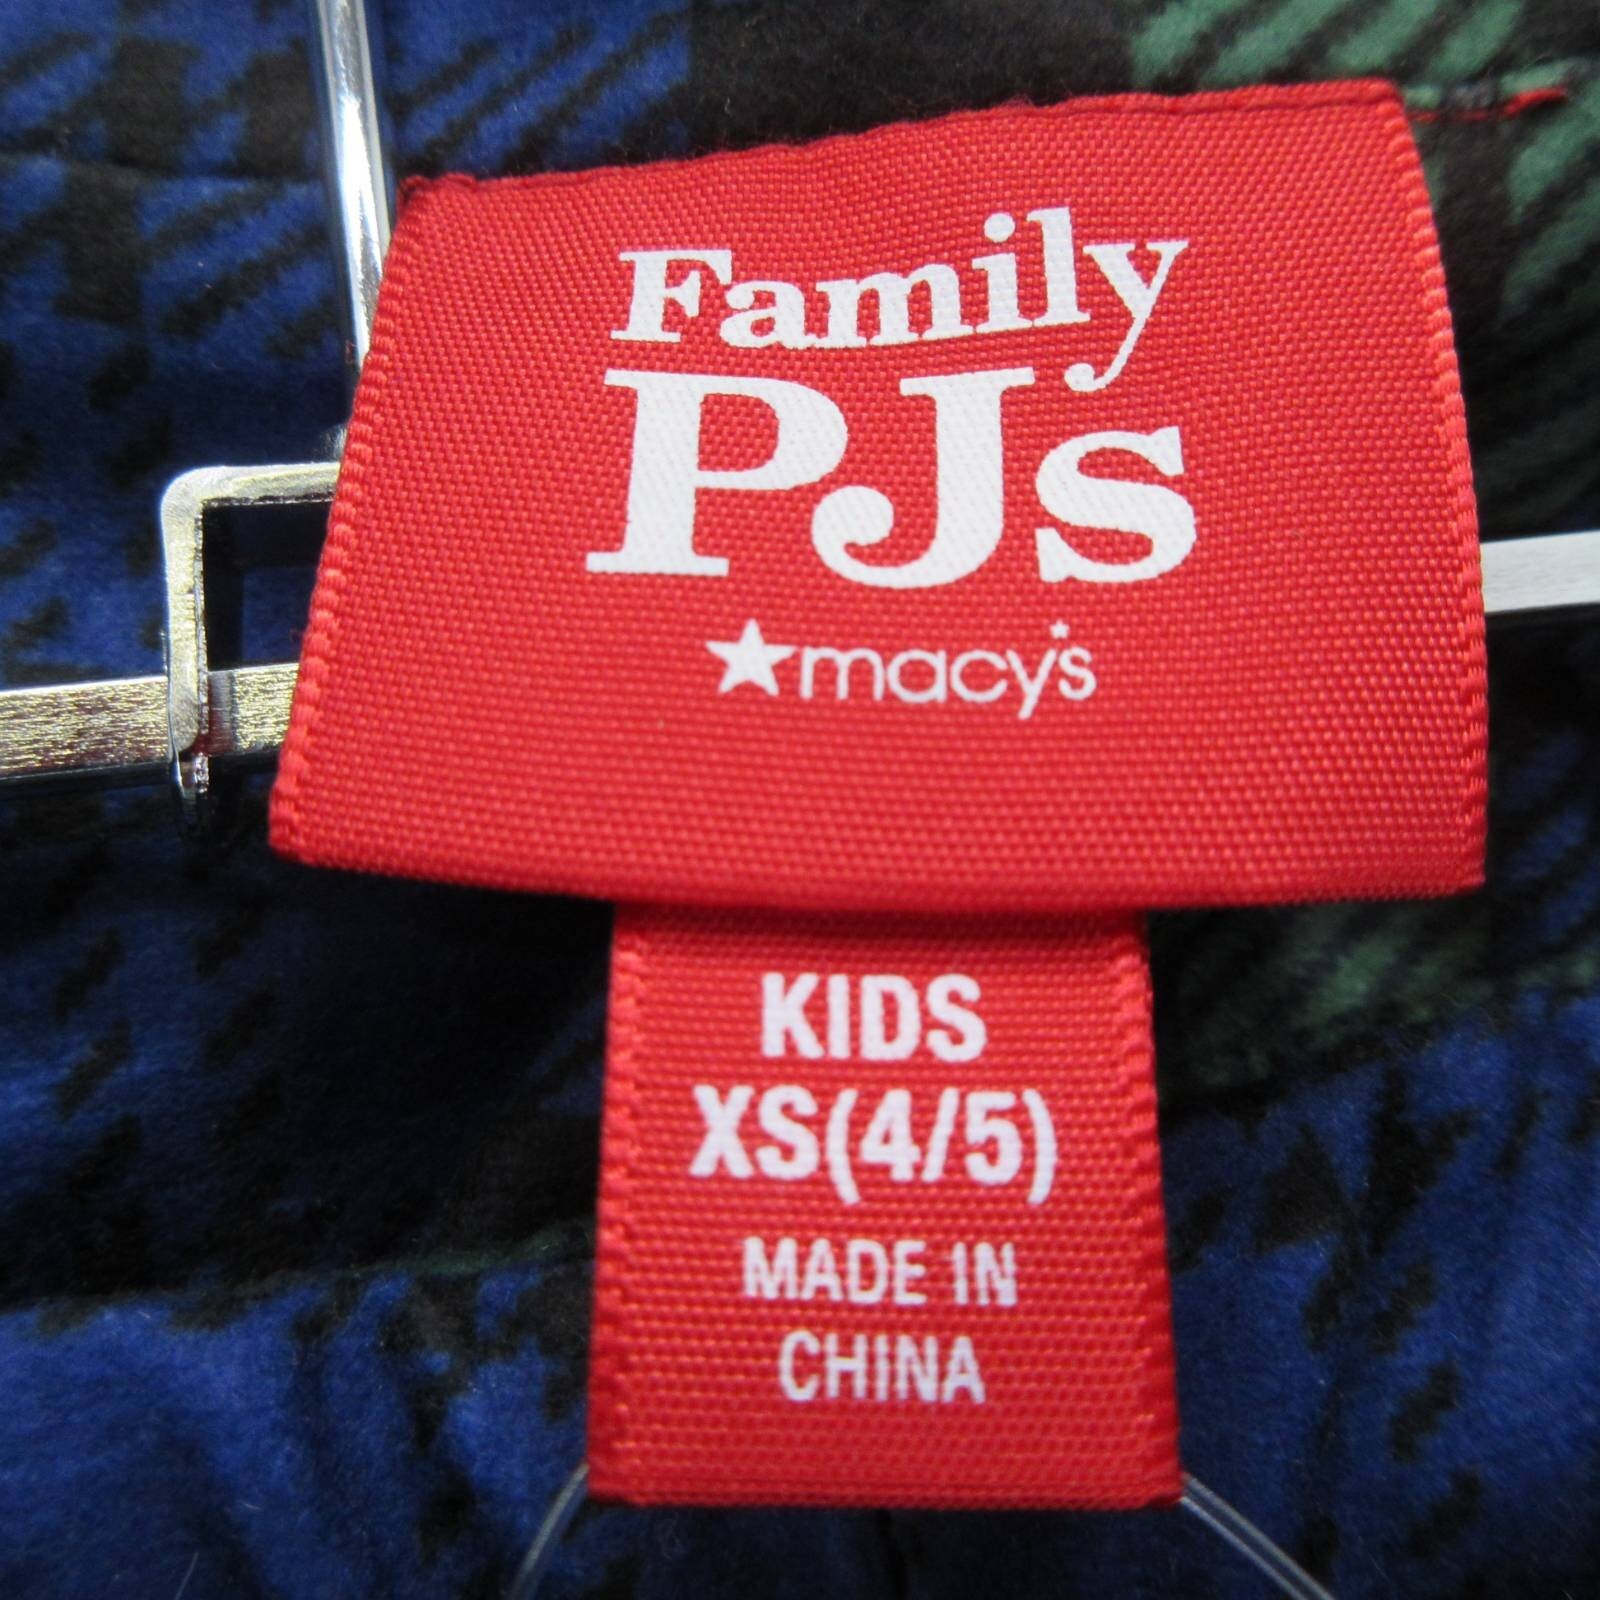 Family
PJs
macy's
KIDS
XS(4/5)
MADE IN
CHINA